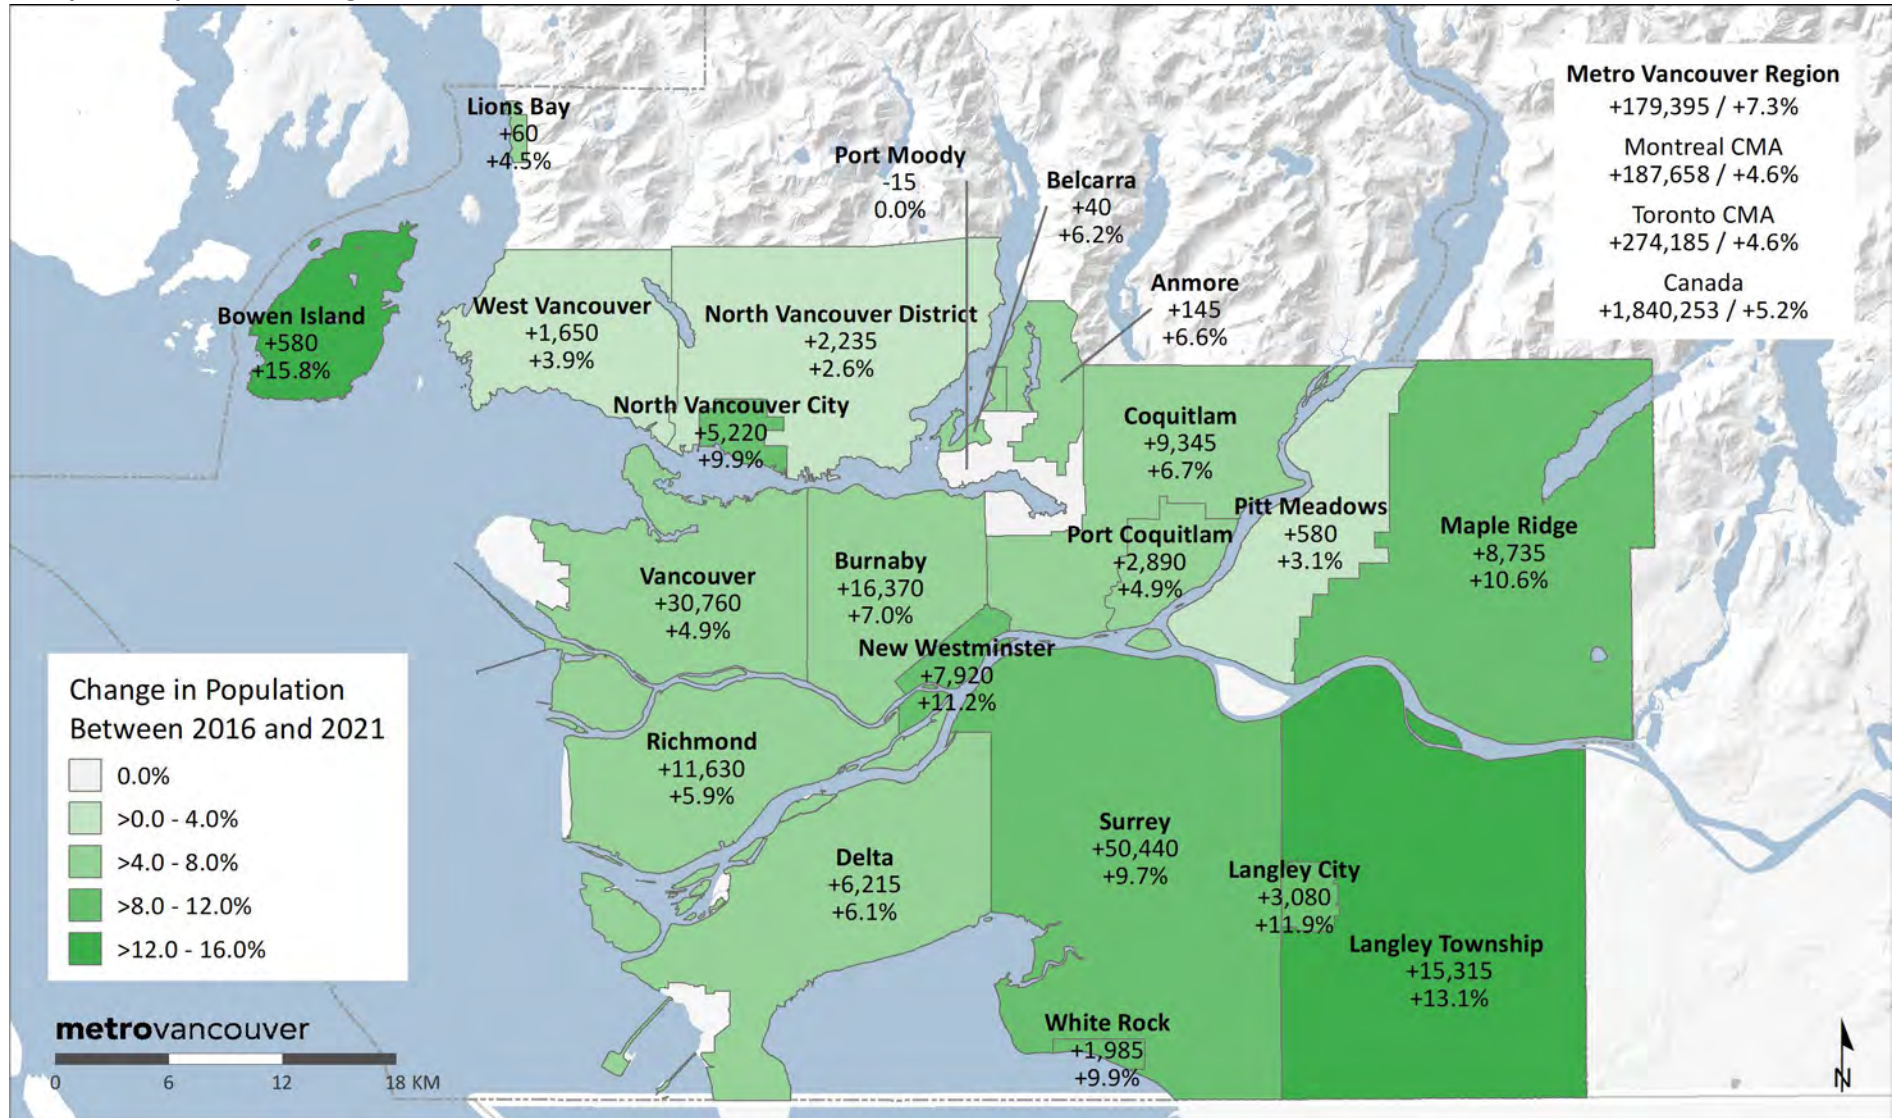 Metro Vancouver Region
+179,395 / +7.3%
Montreal CMA
+187,658 / +4.6%
Toronto CMA
+274,185 / +4.6%
Canada
+1,840,253 / +5.2%
Lions Bay
+60
+4.5%
Port Moody
-15
0.0%
Belcarra
+40
+6.2%
Anmore
+145
+6.6%
Bowen Island
+580
+15.8%
West Vancouver
+1,650
+3.9%
North Vancouver District
+2,235
+2.6%
North Vancouver City
+5,220
+9.9%
Coquitlam
+9,345
+6.7%
Pitt Meadows
+580
+3.1%
Maple Ridge
+8,735
+10.6%
Port Coquitlam
+2,890
+4.9%
Vancouver
+30,760
+4.9%
Burnaby
+16,370
+7.0%
New Westminster
+7,920
+11.2%
Richmond
+11,630
+5.9%
Delta
+6,215
+6.1%
Surrey
+50,440
+9.7%
Langley City
+3,080
+11.9%
Langley Township
+15,315
+13.1%
White Rock
+1,985
+9.9%
Change in Population
Between 2016 and 2021
0.0%
>0.0 - 4.0%
>4.0 - 8.0%
>8.0 - 12.0%
>12.0 - 16.0%
metrovancouver
0 6 12 18 KM
N